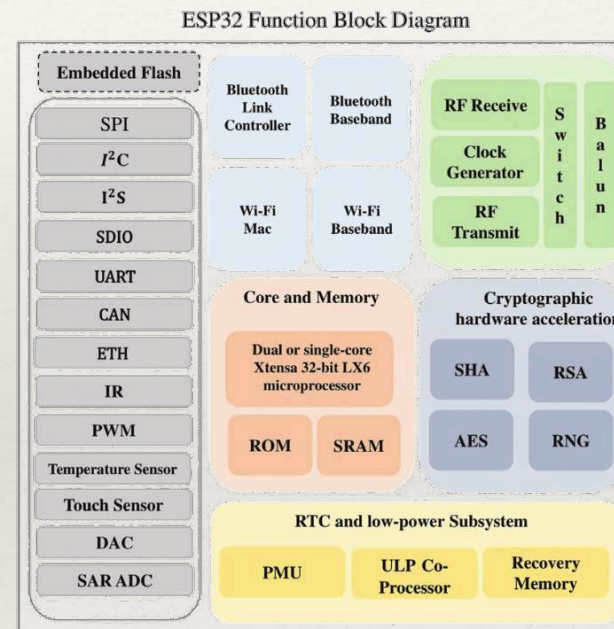 ESP32 Function Block Diagram
Embedded Flash
SPI
I²C
I²S
SDIO
UART
CAN
ETH
IR
PWM
Temperature Sensor
Touch Sensor
DAC
SAR ADC
Bluetooth
Link
Controller
Bluetooth
Baseband
Wi-Fi
Mac
Wi-Fi
Baseband
RF Receive
Clock
Generator
RF
Transmit
Switch
Balun
Core and Memory
Dual or single-core
Xtensa 32-bit LX6
microprocessor
ROM
SRAM
Cryptographic
hardware acceleration
SHA
RSA
AES
RNG
RTC and low-power Subsystem
PMU
ULP Co-
Processor
Recovery
Memory